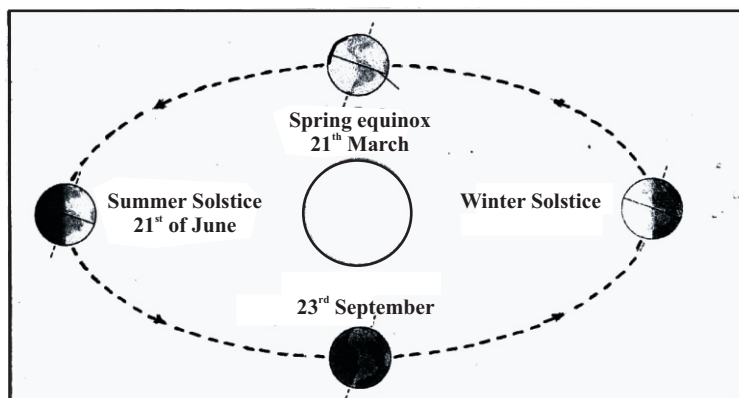 Spring equinox
21th March
Summer Solstice
21st of June
Winter Solstice
23rd September